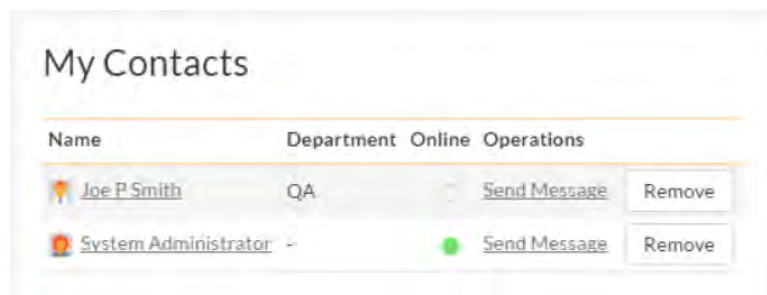 My Contacts
Name Department Online Operations
Joe P Smith QA Send Message Remove
System Administrator - Send Message Remove